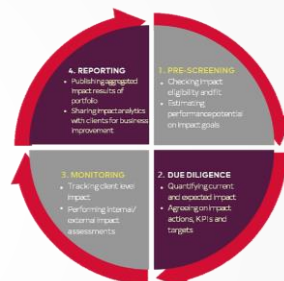 4. REPORTING
• Publishing aggregated
impact results of
portfolio
• Sharing impact analytics
with clients for business
improvement
1. PRE-SCREENING
• Checking impact
eligibility and fit
• Estimating
performance potential
on impact goals
3. MONITORING
• Tracking client level
impact
• Performing internal/
external impact
assessments
2. DUE DILIGENCE
• Quantifying current
and expected impact
• Agreeing on impact
actions, KPIs and
targets